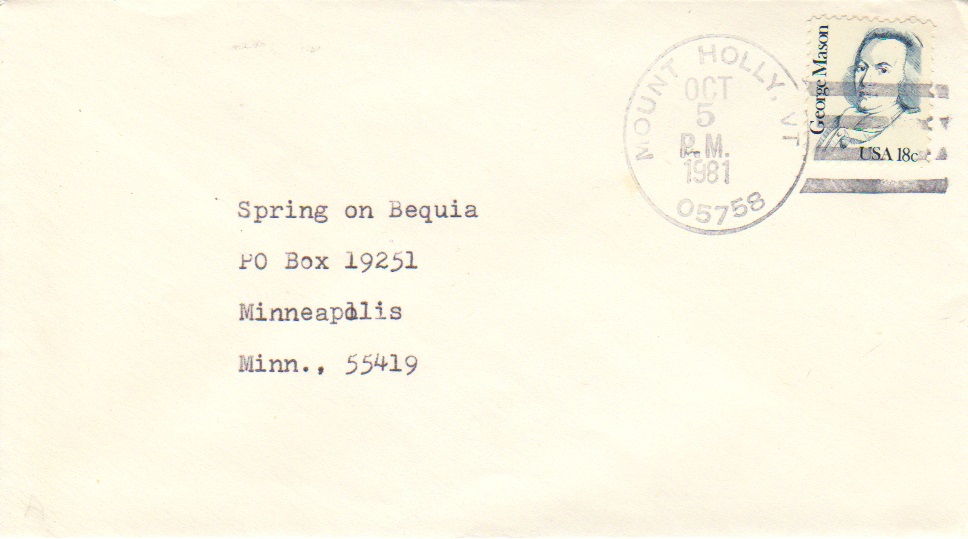 MOUNT HOLLY, VT
OCT
5
P.M.
1981
05758
George Mason
USA 18c
Spring on Bequia
PO Box 19251
Minneapolis
Minn., 55419